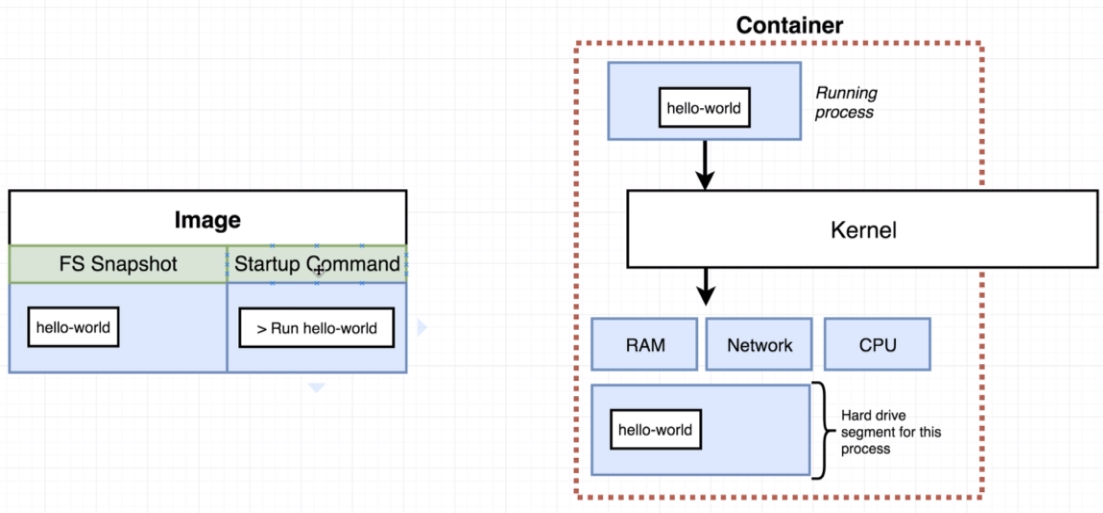 Image
FS Snapshot
Startup Command
hello-world
> Run hello-world
Container
hello-world
Running
process
Kernel
RAM
Network
CPU
hello-world
Hard drive
segment for this
process